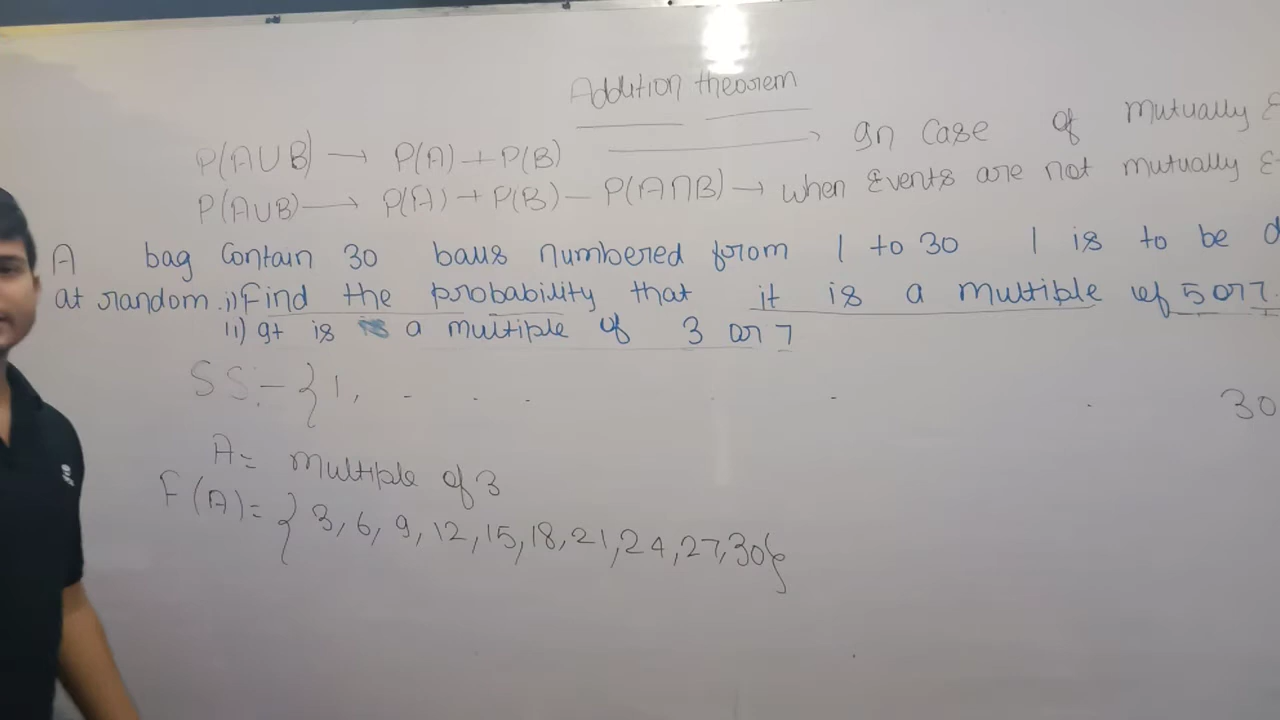 Addition theorem
P(A∪B) → P(A) + P(B) → In case of mutually
P(A∪B) → P(A) + P(B) – P(A∩B) → when Events are not mutually
A bag contain 30 balls numbered from 1 to 30 1 is to be
at random. i) Find the probability that it is a multiple of 5 or 7.
ii) It is a multiple of 3 or 7
SS:- {1, - . - . - . 30
A = multiple of 3
F(A) = {3, 6, 9, 12, 15, 18, 21, 24, 27, 30}